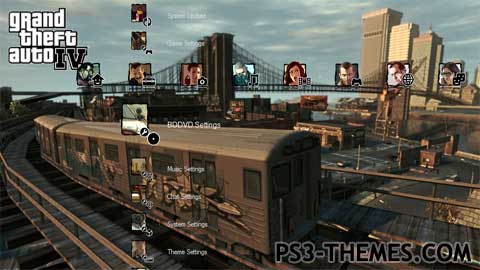 grand
theft
auto
IV
System Update
Game Settings
BD/DVD Settings
Music Settings
Chat Settings
System Settings
Theme Settings
PS3-THEMES.COM